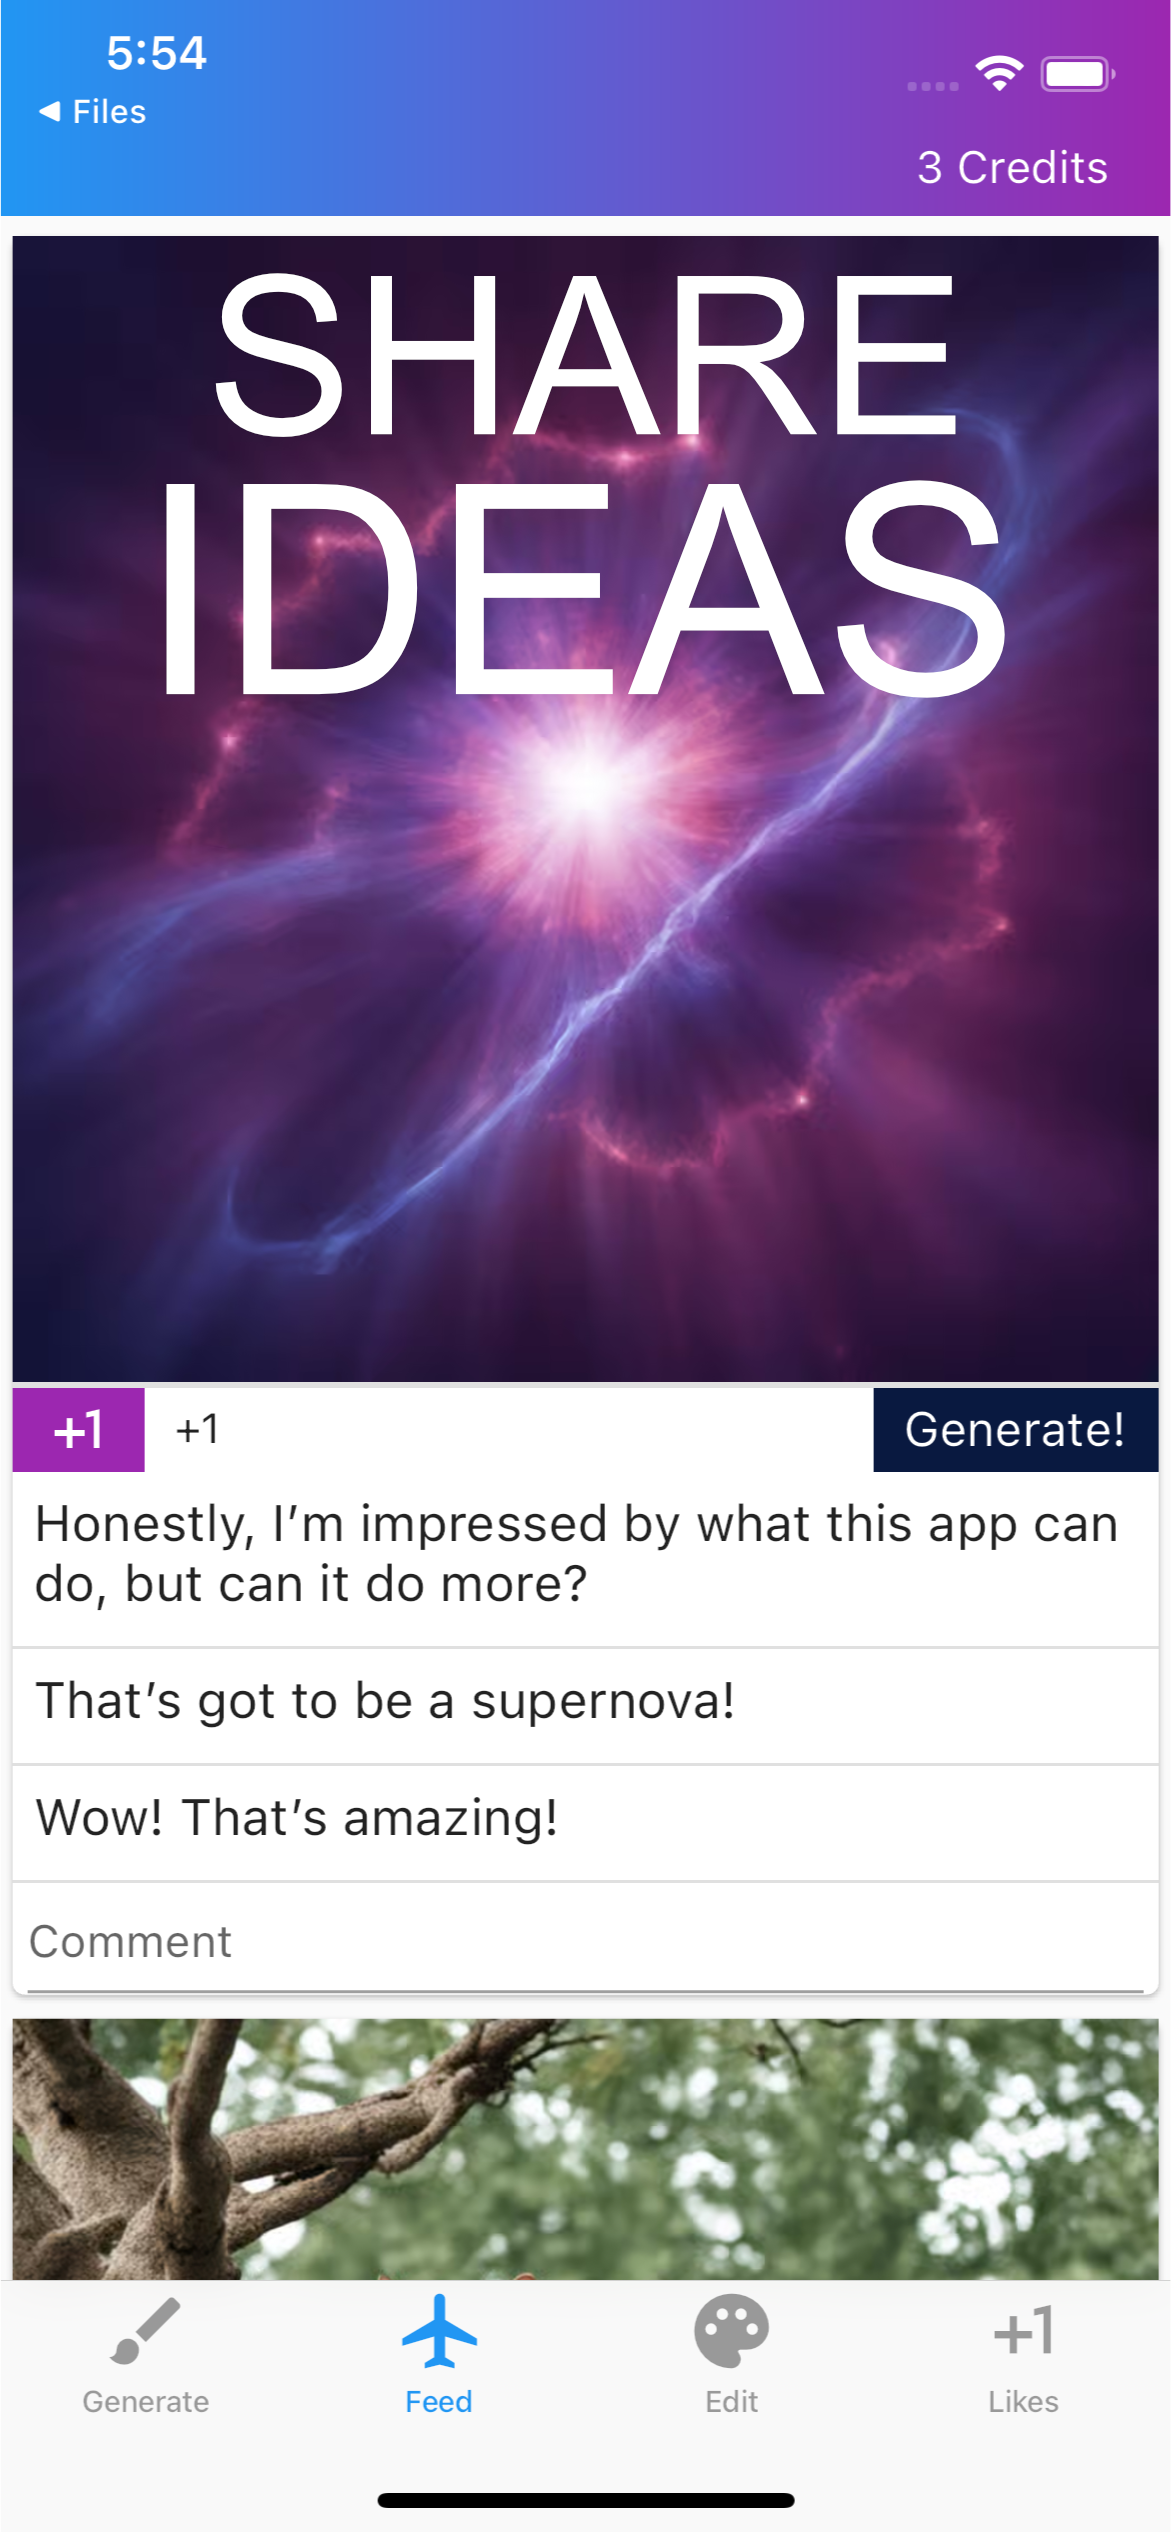 5:54
◀ Files
3 Credits
SHARE
IDEAS
+1
+1
Generate!
Honestly, I’m impressed by what this app can
do, but can it do more?
That’s got to be a supernova!
Wow! That’s amazing!
Comment
+1
Generate
Feed
Edit
Likes